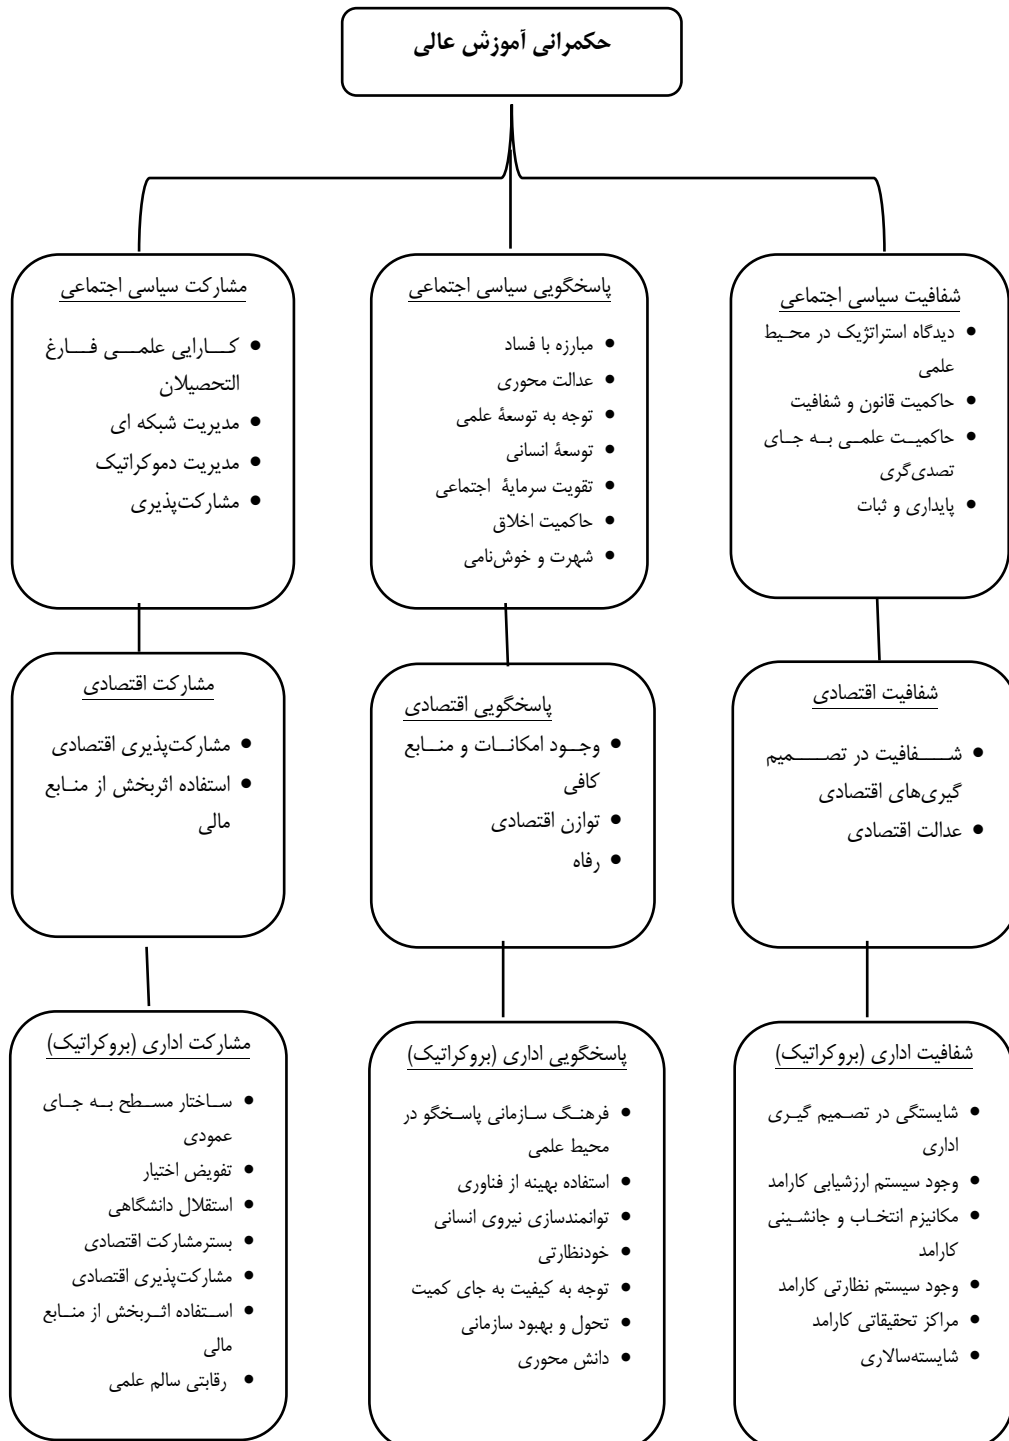 حکمرانی آموزش عالی
شفافیت سیاسی اجتماعی
• دیدگاه استراتژیک در محیط
علمی
• حاکمیت قانون و شفافیت
• حاکمیت علمی به جای
تصدی‌گری
• پایداری و ثبات
پاسخگویی سیاسی اجتماعی
• مبارزه با فساد
• عدالت محوری
• توجه به توسعۀ علمی
• توسعۀ انسانی
• تقویت سرمایۀ اجتماعی
• حاکمیت اخلاق
• شهرت و خوش‌نامی
مشارکت سیاسی اجتماعی
• کارایی علمی فارغ
التحصیلان
• مدیریت شبکه ای
• مدیریت دموکراتیک
• مشارکت‌پذیری
شفافیت اقتصادی
• شفافیت در تصمیم
گیری‌های اقتصادی
• عدالت اقتصادی
پاسخگویی اقتصادی
• وجود امکانات و منابع
کافی
• توازن اقتصادی
• رفاه
مشارکت اقتصادی
• مشارکت‌پذیری اقتصادی
• استفاده اثربخش از منابع
مالی
شفافیت اداری (بروکراتیک)
• شایستگی در تصمیم گیری
اداری
• وجود سیستم ارزشیابی کارامد
• مکانیزم انتخاب و جانشینی
کارامد
• وجود سیستم نظارتی کارامد
• مراکز تحقیقاتی کارامد
• شایسته‌سالاری
پاسخگویی اداری (بروکراتیک)
• فرهنگ سازمانی پاسخگو در
محیط علمی
• استفاده بهینه از فناوری
• توانمندسازی نیروی انسانی
• خودنظارتی
• توجه به کیفیت به جای کمیت
• تحول و بهبود سازمانی
• دانش محوری
مشارکت اداری (بروکراتیک)
• ساختار مسطح به جای
عمودی
• تفویض اختیار
• استقلال دانشگاهی
• بسترمشارکت اقتصادی
• مشارکت‌پذیری اقتصادی
• استفاده اثربخش از منابع
مالی
• رقابتی سالم علمی